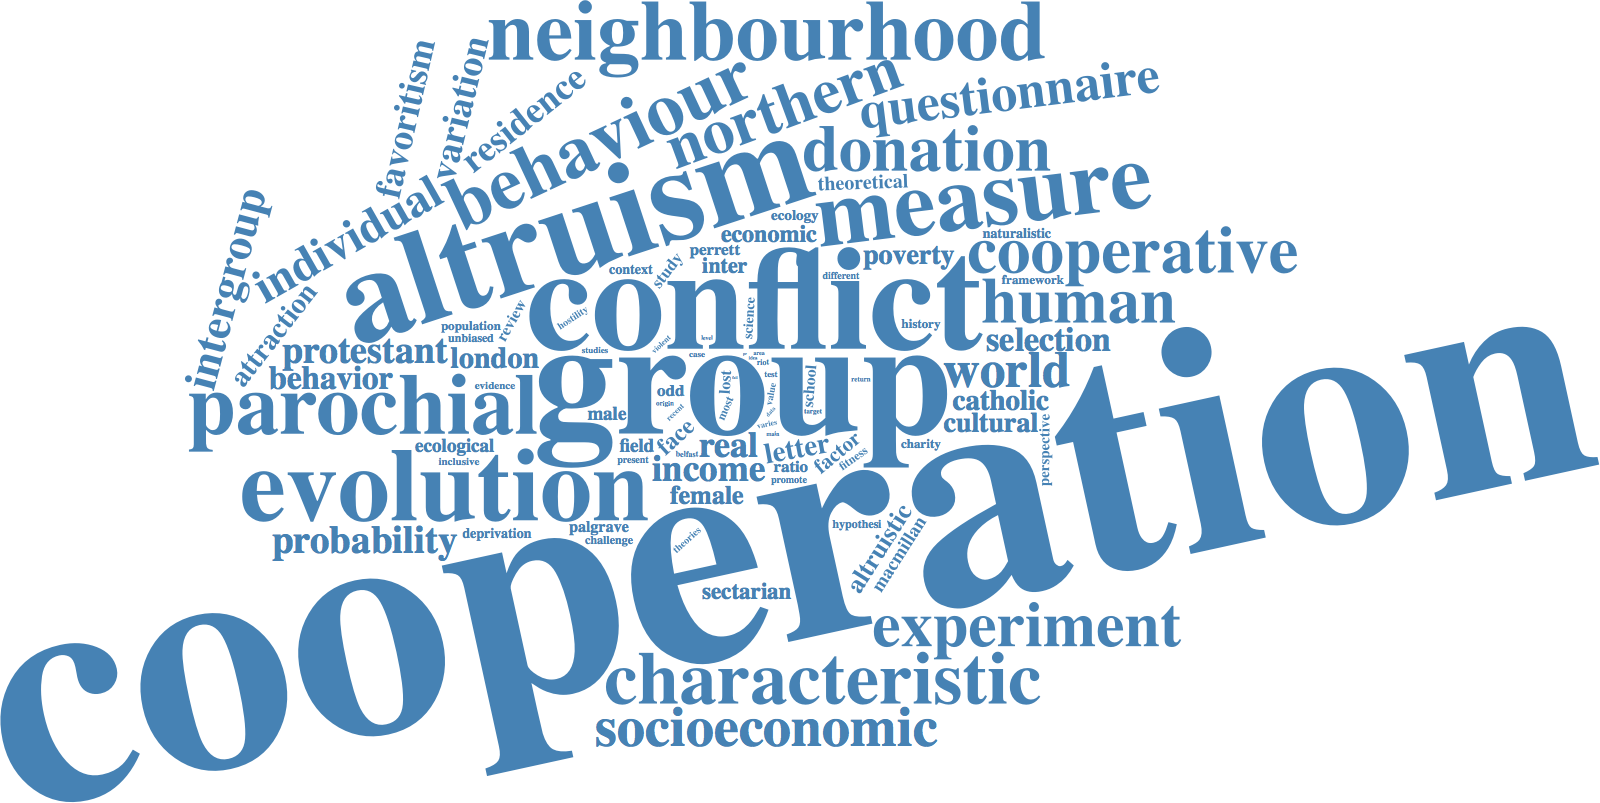 neighbourhood
favoritism
variation
residence
behaviour
northern
questionnaire
donation
altruism
theoretical
measure
individual
intergroup
ecology
economic
naturalistic
cooperative
perrett
poverty
inter
study
context
different
framework
conflict
human
attraction
review
hostility
science
history
population
unbiased
selection
protestant
london
violent
level
studies
case
area
idea
riot
group
world
behavior
evidence
test
lost
school
return
parochial
odd
value
catholic
origin
most
recent
data
target
male
cultural
varies
main
perspective
ecological
field
face
real
letter
factor
charity
inclusive
present
belfast
fitness
income
ratio
promote
evolution
female
cooperation
probability
deprivation
palgrave
challenge
theories
hypothesi
altruistic
macmillan
sectarian
experiment
characteristic
socioeconomic